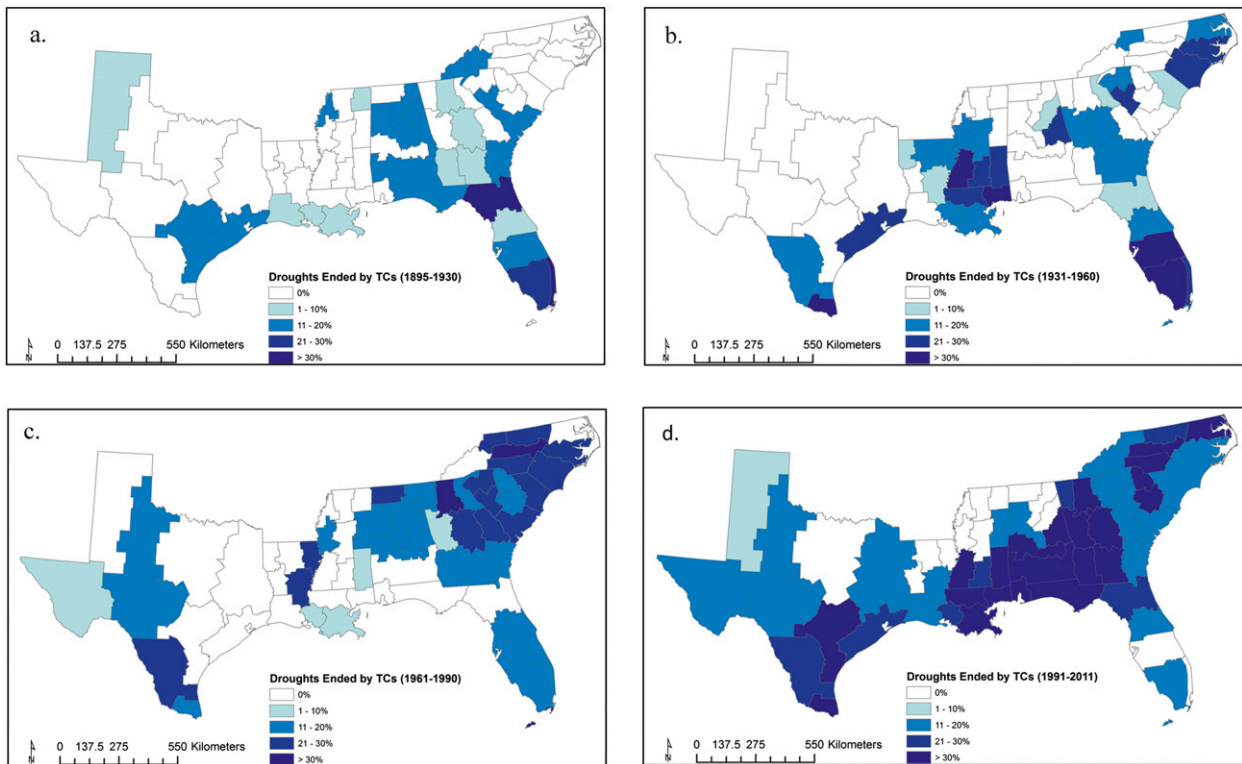 a.
Droughts Ended by TCs (1895-1930)
0%
1 - 10%
11 - 20%
21 - 30%
> 30%
N
0 137.5 275 550 Kilometers
b.
Droughts Ended by TCs (1931-1960)
0%
1 - 10%
11 - 20%
21 - 30%
> 30%
N
0 137.5 275 550 Kilometers
c.
Droughts Ended by TCs (1961-1990)
0%
1 - 10%
11 - 20%
21 - 30%
> 30%
N
0 137.5 275 550 Kilometers
d.
Droughts Ended by TCs (1991-2011)
0%
1 - 10%
11 - 20%
21 - 30%
> 30%
N
0 137.5 275 550 Kilometers